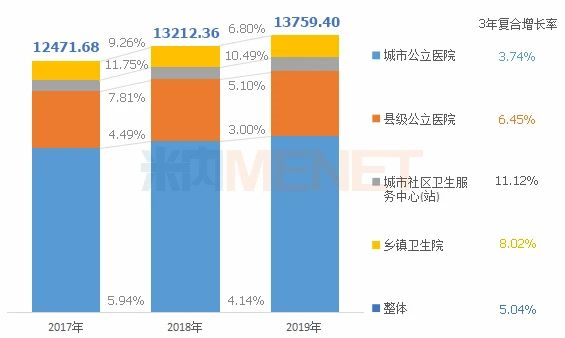 12471.68
13212.36
13759.40
3年复合增长率
9.26%
11.75%
7.81%
4.49%
5.94%
6.80%
10.49%
5.10%
3.00%
4.14%
城市公立医院 3.74%
县级公立医院 6.45%
城市社区卫生服
务中心(站) 11.12%
乡镇卫生院 8.02%
整体 5.04%
2017年
2018年
2019年
米内MENET